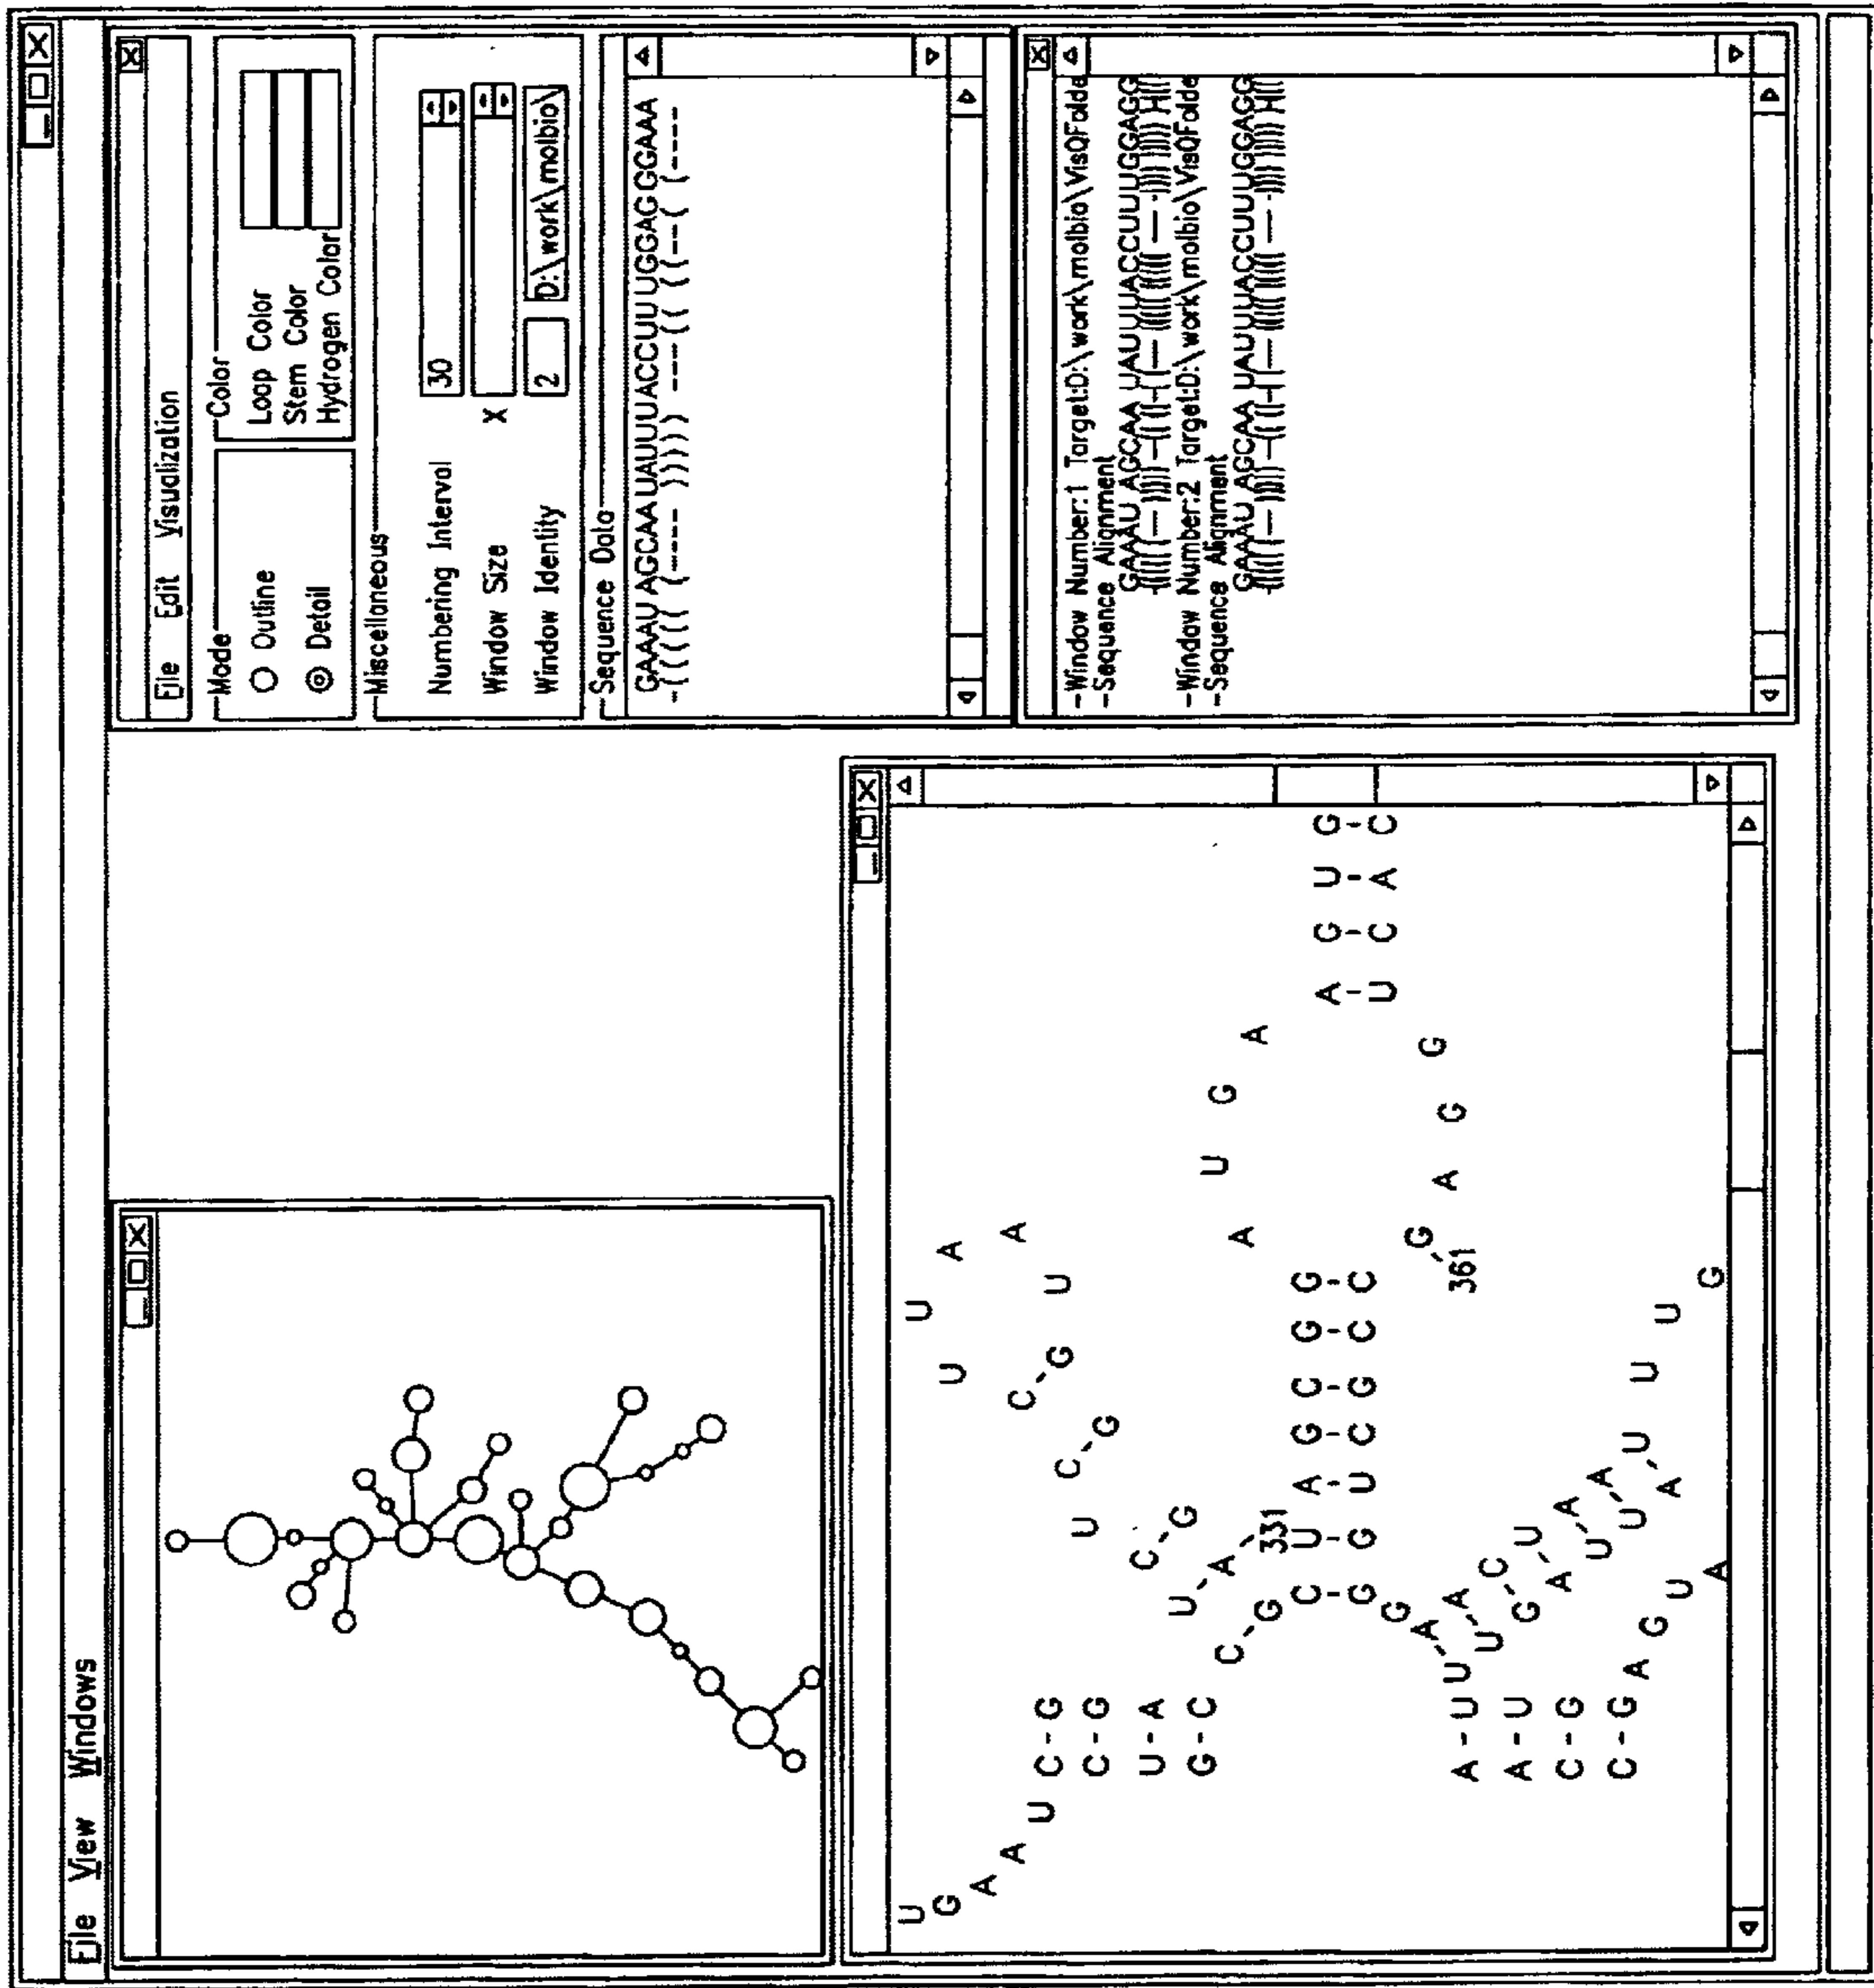 File View Windows
File Edit Visualization
Mode
Outline
Detail
Color
Loop Color
Stem Color
Hydrogen Color
Miscellaneous
Numbering Interval 30
Window Size X
Window Identity 2 D:\work\molbio\
Sequence Data
GAAAU AGCAA UAUUUACCUU UGGAG GGAAA
-((((( (---- ))))) ---- (( ((---( (----
-Window Number:1 Target:D:\work\molbio\VisQFolde
-Sequence Alignment
GAAAU AGCAA UAUUUACCUUUGGAGG
-Window Number:2 Target:D:\work\molbio\VisQFolde
-Sequence Alignment
GAAAU AGCAA UAUUUACCUUUGGAGG
U
G
A
A
U
C-G
C-G
U-A
G-C
C-G
U-A
331
C-G
U
C-G
C-G
U
U
U
A
A
C U A G C G G
G G U C G C C
A
U
G
A
A G U G
U C A C
G
G
A
G
361
G
A-U
A-U
C-G
C-G
A
G
U
A
G
U
U